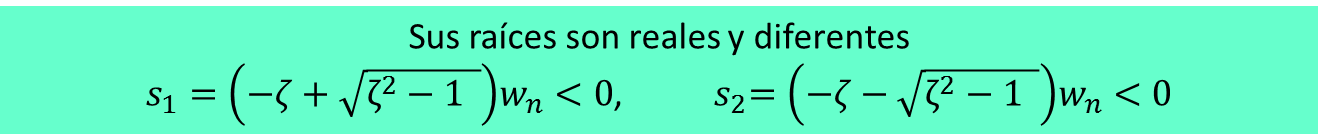 Sus raíces son reales y diferentes
s₁ = (−ζ + √(ζ² − 1)) wₙ < 0,     s₂= (−ζ − √(ζ² − 1)) wₙ < 0